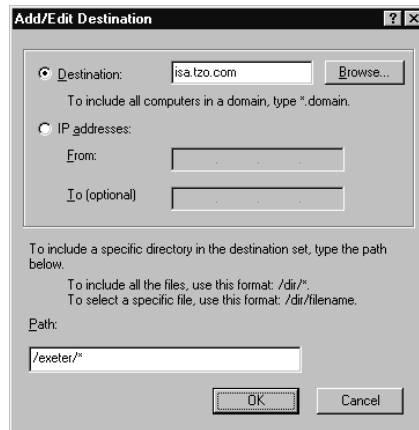 Add/Edit Destination
Destination:
isa.tzo.com
Browse...
To include all computers in a domain, type *.domain.
IP addresses:
From:
To (optional)
To include a specific directory in the destination set, type the path
below.
To include all the files, use this format: /dir/*.
To select a specific file, use this format: /dir/filename.
Path:
/exeter/*
OK
Cancel